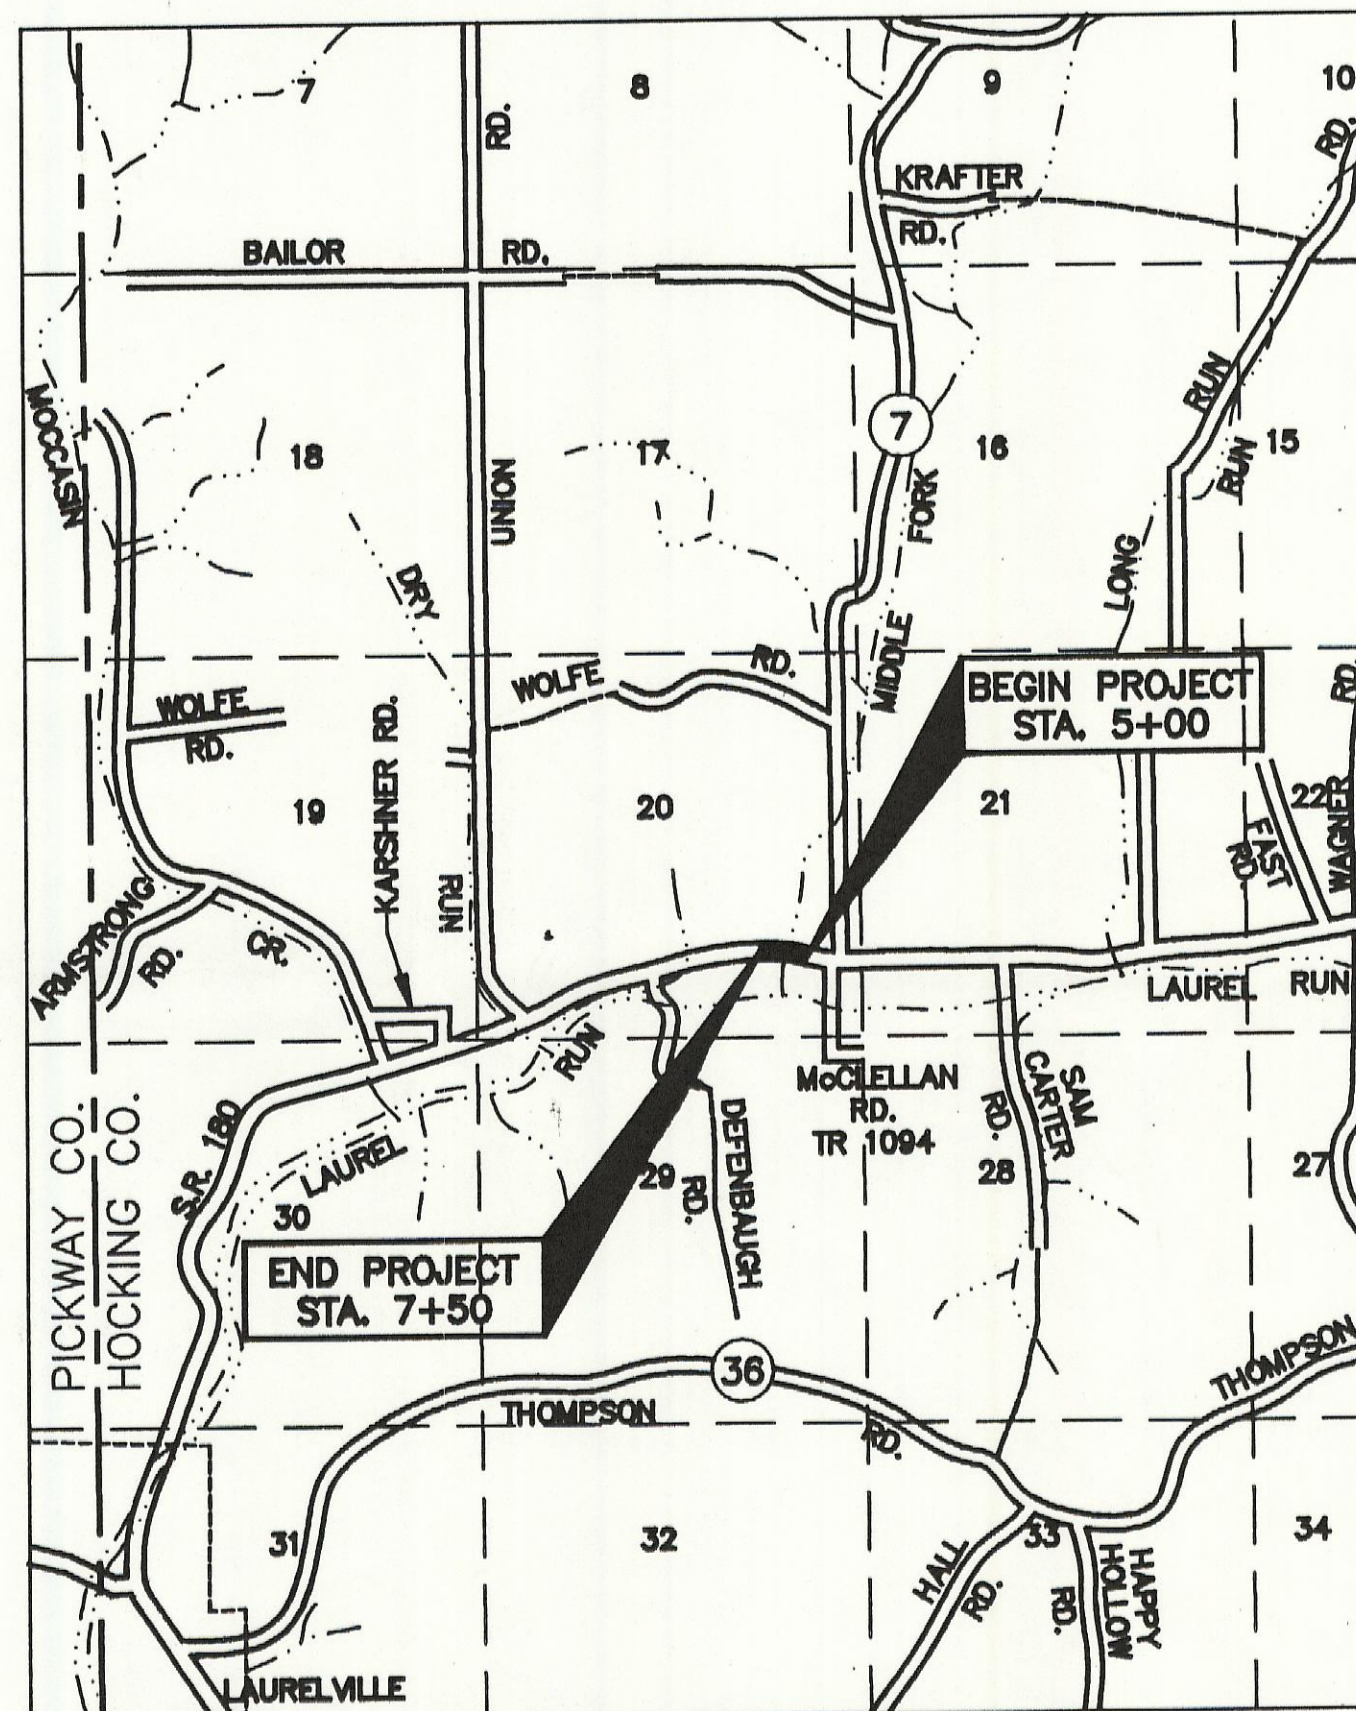 7
8
9
10
RD.
RD.
KRAFTER
RD.
BAILOR RD.
MOCCASIN
18
UNION
17
7
16
RUN
RUN
15
FORK
LONG
DRY
MIDDLE
WOLFE
RD.
WOLFE RD.
BEGIN PROJECT
STA. 5+00
RD.
KARSHNER RD.
19
20
21
22
WAGNER
FAST
RD.
RUN
ARMSTRONG
RD.
CR.
LAUREL RUN
RUN
McCLELLAN
RD.
TR 1094
SAM
CARTER
RD.
DEFENBAUGH
RD.
S.R. 180
LAUREL
PICKWAY CO.
HOCKING CO.
29
28
27
30
END PROJECT
STA. 7+50
36
THOMPSON
RD.
THOMPSON
31
32
33
34
HALL
RD.
HAPPY
HOLLOW
RD.
LAURELVILLE